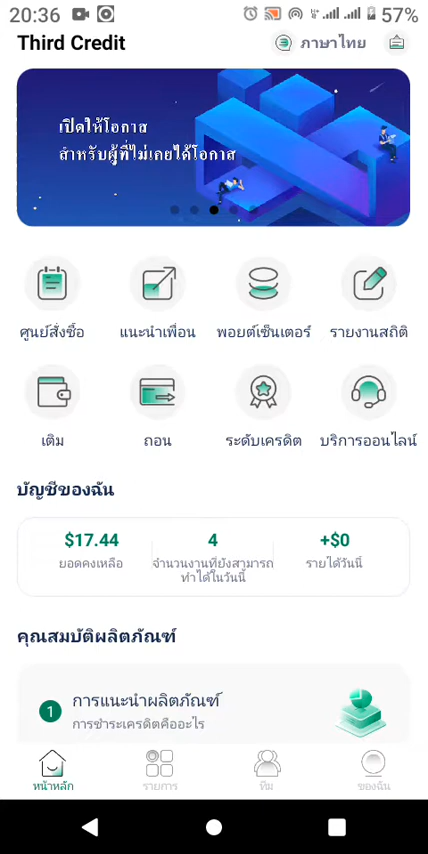 20:36
57%
Third Credit
ภาษาไทย
เปิดให้โอกาส
สำหรับผู้ที่ไม่เคยได้โอกาส
ศูนย์สั่งซื้อ
แนะนำเพื่อน
พอยต์เซ็นเตอร์
รายงานสถิติ
เติม
ถอน
ระดับเครดิต
บริการออนไลน์
บัญชีของฉัน
$17.44
4
+$0
ยอดคงเหลือ
จำนวนงานที่ยังสามารถ
ทำได้ในวันนี้
รายได้วันนี้
คุณสมบัติผลิตภัณฑ์
1
การแนะนำผลิตภัณฑ์
การชำระเครดิตคืออะไร
หน้าหลัก
รายการ
ทีม
ของฉัน